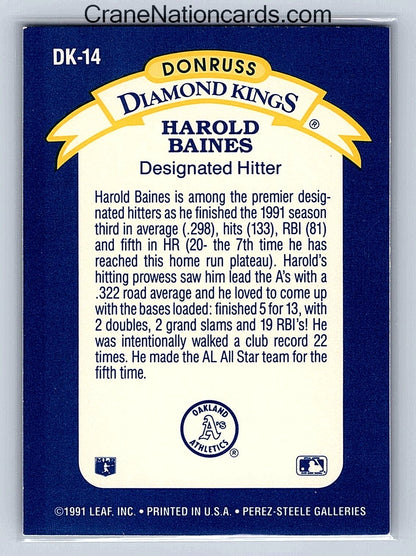 CraneNationcards.com
DK-14
DONRUSS
DIAMOND KINGS®
HAROLD
BAINES
Designated Hitter
Harold Baines is among the premier desig-
nated hitters as he finished the 1991 season
third in average (.298), hits (133), RBI (81)
and fifth in HR (20- the 7th time he has
reached this home run plateau). Harold's
hitting prowess saw him lead the A's with a
.322 road average and he loved to come up
with the bases loaded: finished 5 for 13, with
2 doubles, 2 grand slams and 19 RBI's! He
was intentionally walked a club record 22
times. He made the AL All Star team for the
fifth time.
OAKLAND
A's
ATHLETICS
®
©1991 LEAF, INC. • PRINTED IN U.S.A. • PEREZ-STEELE GALLERIES